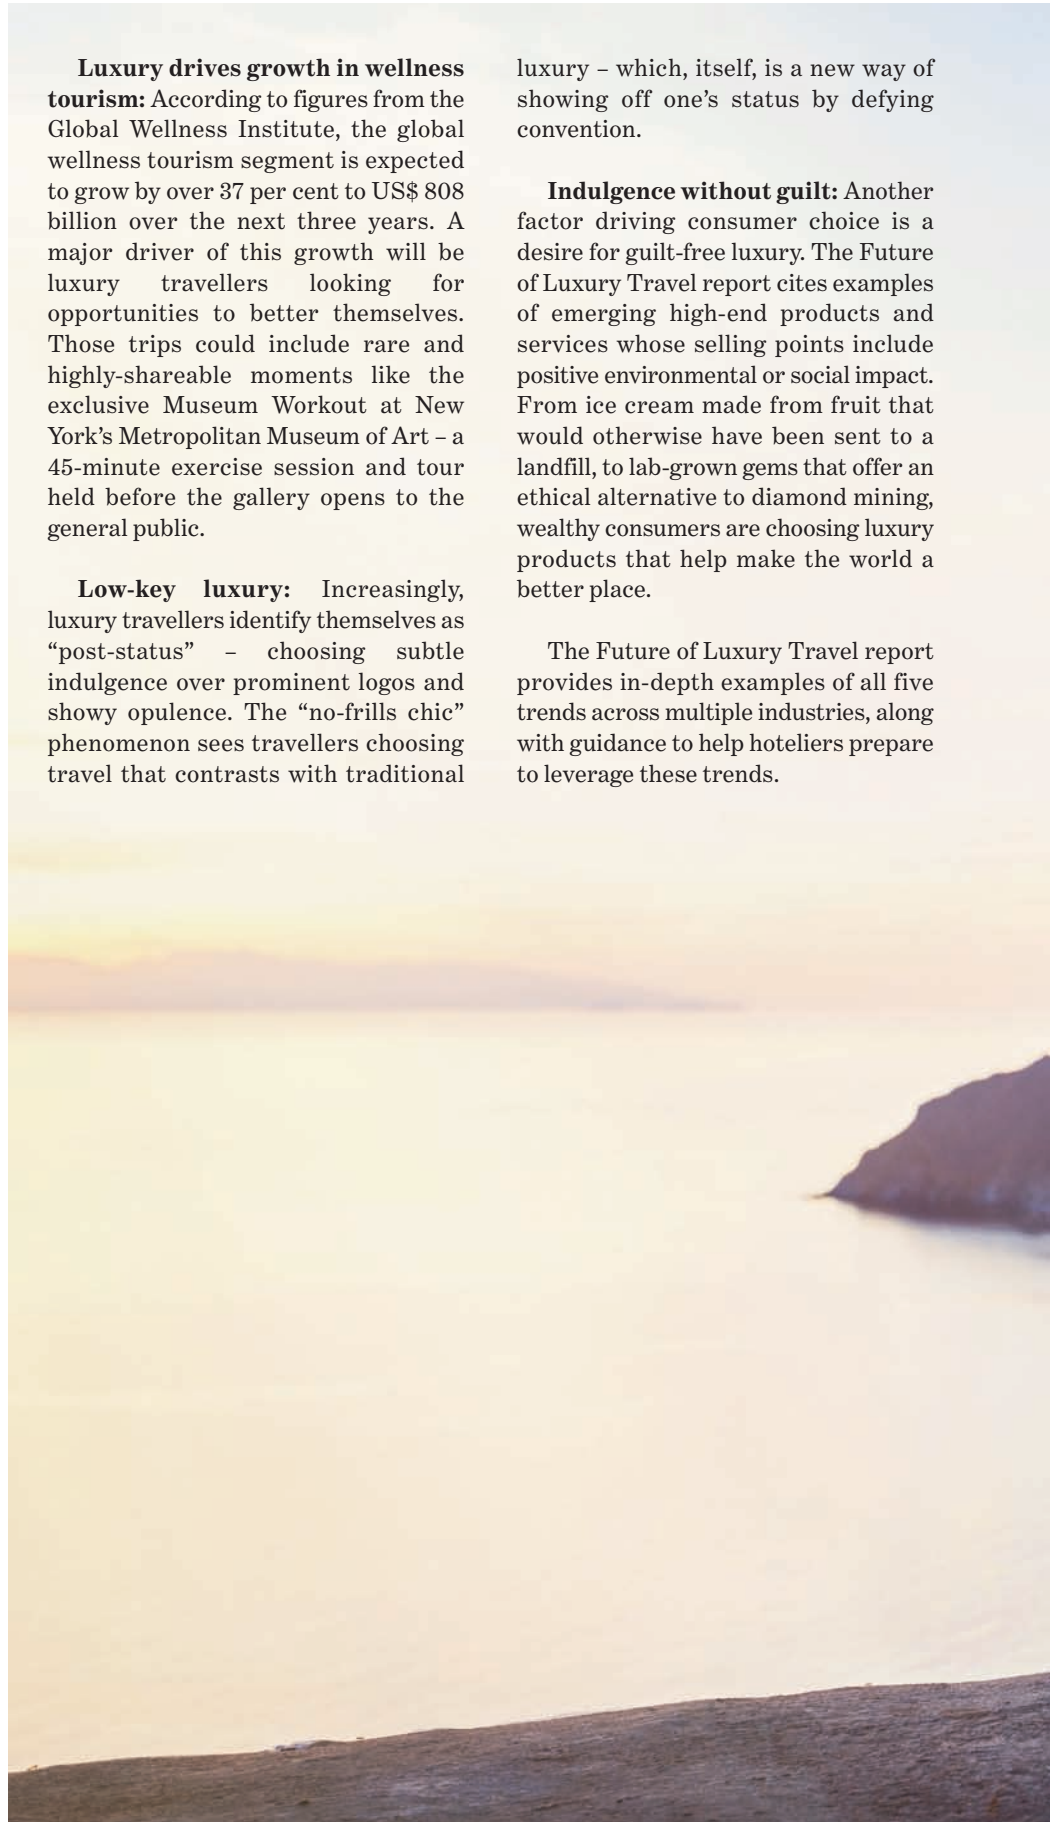 Luxury drives growth in wellness
tourism: According to figures from the
Global Wellness Institute, the global
wellness tourism segment is expected
to grow by over 37 per cent to US$ 808
billion over the next three years. A
major driver of this growth will be
luxury travellers looking for
opportunities to better themselves.
Those trips could include rare and
highly-shareable moments like the
exclusive Museum Workout at New
York’s Metropolitan Museum of Art – a
45-minute exercise session and tour
held before the gallery opens to the
general public.
Low-key luxury: Increasingly,
luxury travellers identify themselves as
“post-status” – choosing subtle
indulgence over prominent logos and
showy opulence. The “no-frills chic”
phenomenon sees travellers choosing
travel that contrasts with traditional
luxury – which, itself, is a new way of
showing off one’s status by defying
convention.
Indulgence without guilt: Another
factor driving consumer choice is a
desire for guilt-free luxury. The Future
of Luxury Travel report cites examples
of emerging high-end products and
services whose selling points include
positive environmental or social impact.
From ice cream made from fruit that
would otherwise have been sent to a
landfill, to lab-grown gems that offer an
ethical alternative to diamond mining,
wealthy consumers are choosing luxury
products that help make the world a
better place.
The Future of Luxury Travel report
provides in-depth examples of all five
trends across multiple industries, along
with guidance to help hoteliers prepare
to leverage these trends.